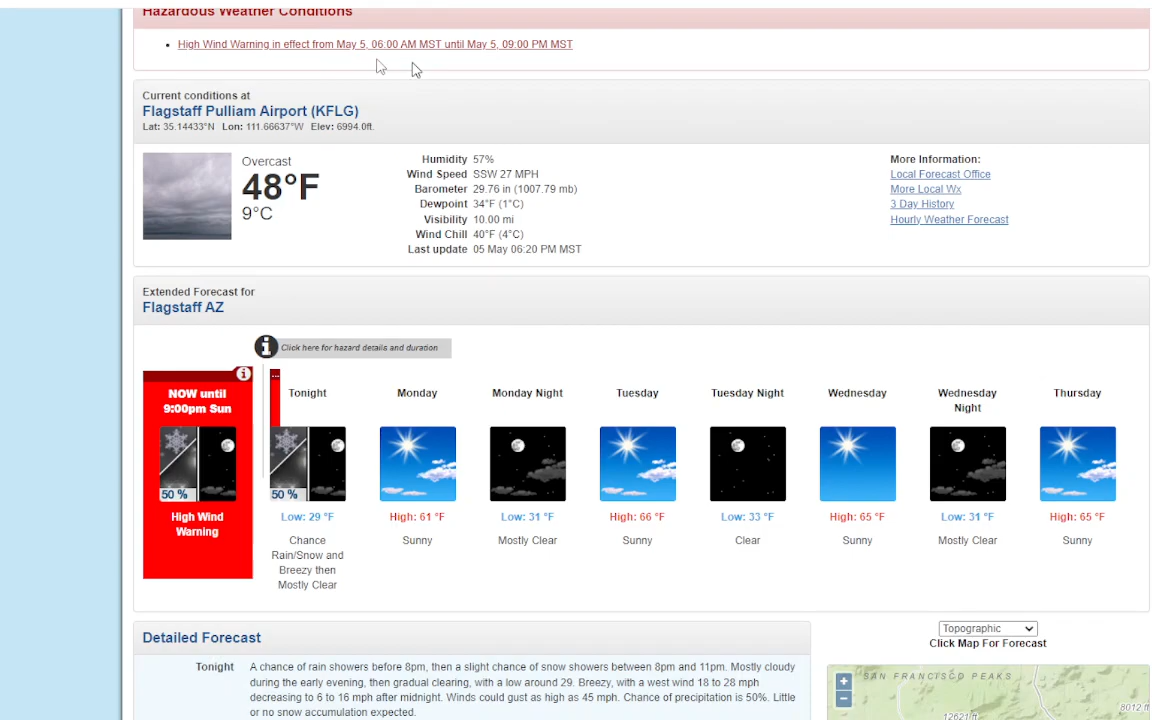 Hazardous Weather Conditions
• High Wind Warning in effect from May 5, 06:00 AM MST until May 5, 09:00 PM MST
Current conditions at
Flagstaff Pulliam Airport (KFLG)
Lat: 35.14433°N Lon: 111.66637°W Elev: 6994.0ft.
Overcast
48°F
9°C
Humidity 57%
Wind Speed SSW 27 MPH
Barometer 29.76 in (1007.79 mb)
Dewpoint 34°F (1°C)
Visibility 10.00 mi
Wind Chill 40°F (4°C)
Last update 05 May 06:20 PM MST
More Information:
Local Forecast Office
More Local Wx
3 Day History
Hourly Weather Forecast
Extended Forecast for
Flagstaff AZ
Click here for hazard details and duration
NOW until
9:00pm Sun
50 %
High Wind
Warning
...
Tonight
50 %
Low: 29 °F
Chance
Rain/Snow and
Breezy then
Mostly Clear
Monday
High: 61 °F
Sunny
Monday Night
Low: 31 °F
Mostly Clear
Tuesday
High: 66 °F
Sunny
Tuesday Night
Low: 33 °F
Clear
Wednesday
High: 65 °F
Sunny
Wednesday
Night
Low: 31 °F
Mostly Clear
Thursday
High: 65 °F
Sunny
Detailed Forecast
Tonight
A chance of rain showers before 8pm, then a slight chance of snow showers between 8pm and 11pm. Mostly cloudy
during the early evening, then gradual clearing, with a low around 29. Breezy, with a west wind 18 to 28 mph
decreasing to 6 to 16 mph after midnight. Winds could gust as high as 45 mph. Chance of precipitation is 50%. Little
or no snow accumulation expected.
Topographic
Click Map For Forecast
+
−
SAN FRANCISCO PEAKS
12621 ft
8012 ft